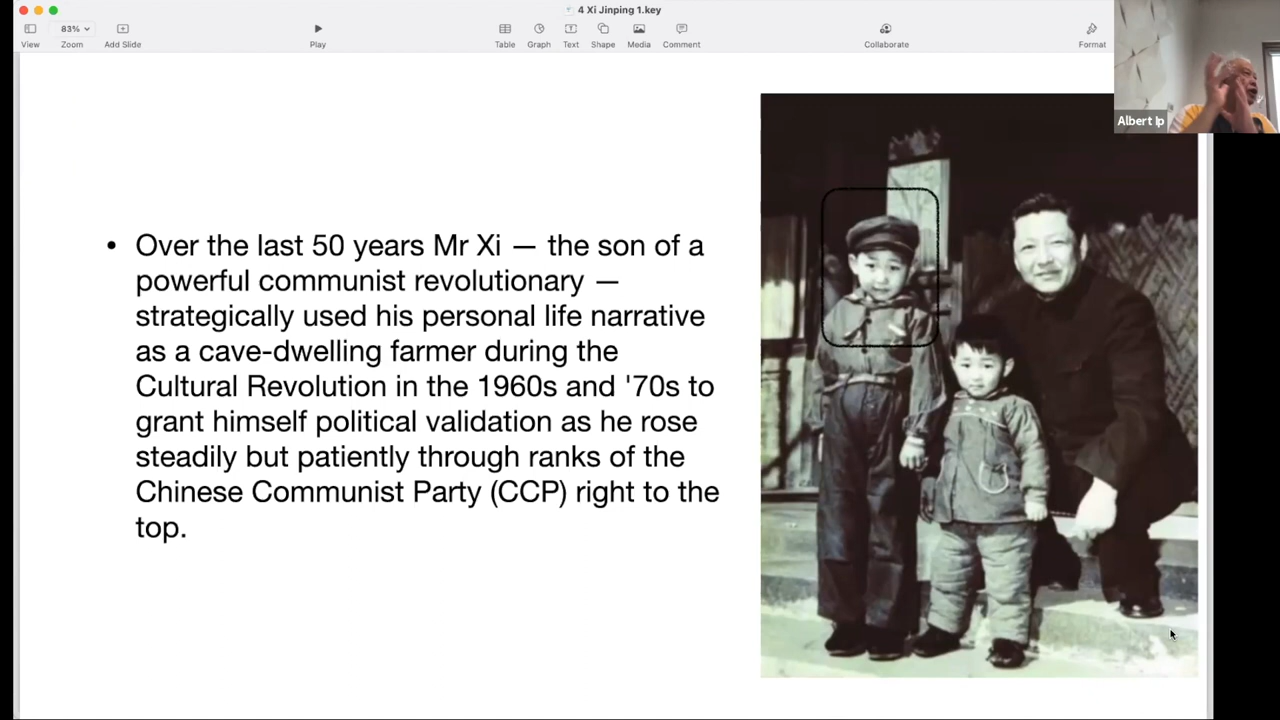 4 Xi Jinping 1.key
83%
View
Zoom
Add Slide
Play
Table
Graph
Text
Shape
Media
Comment
Collaborate
Format
Albert Ip
• Over the last 50 years Mr Xi — the son of a
powerful communist revolutionary —
strategically used his personal life narrative
as a cave-dwelling farmer during the
Cultural Revolution in the 1960s and '70s to
grant himself political validation as he rose
steadily but patiently through ranks of the
Chinese Communist Party (CCP) right to the
top.